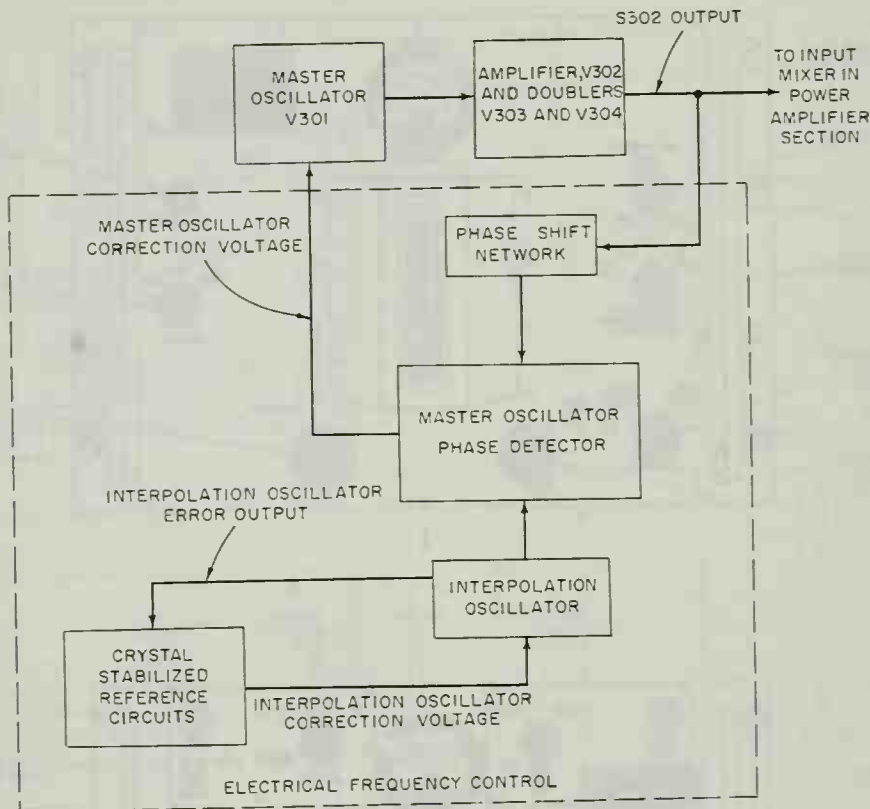 S302 OUTPUT
MASTER
OSCILLATOR
V301
AMPLIFIER, V302
AND DOUBLERS
V303 AND V304
TO INPUT
MIXER IN
POWER
AMPLIFIER
SECTION
MASTER OSCILLATOR
CORRECTION VOLTAGE
PHASE SHIFT
NETWORK
MASTER OSCILLATOR
PHASE DETECTOR
INTERPOLATION OSCILLATOR
ERROR OUTPUT
INTERPOLATION
OSCILLATOR
CRYSTAL
STABILIZED
REFERENCE
CIRCUITS
INTERPOLATION OSCILLATOR
CORRECTION VOLTAGE
ELECTRICAL FREQUENCY CONTROL